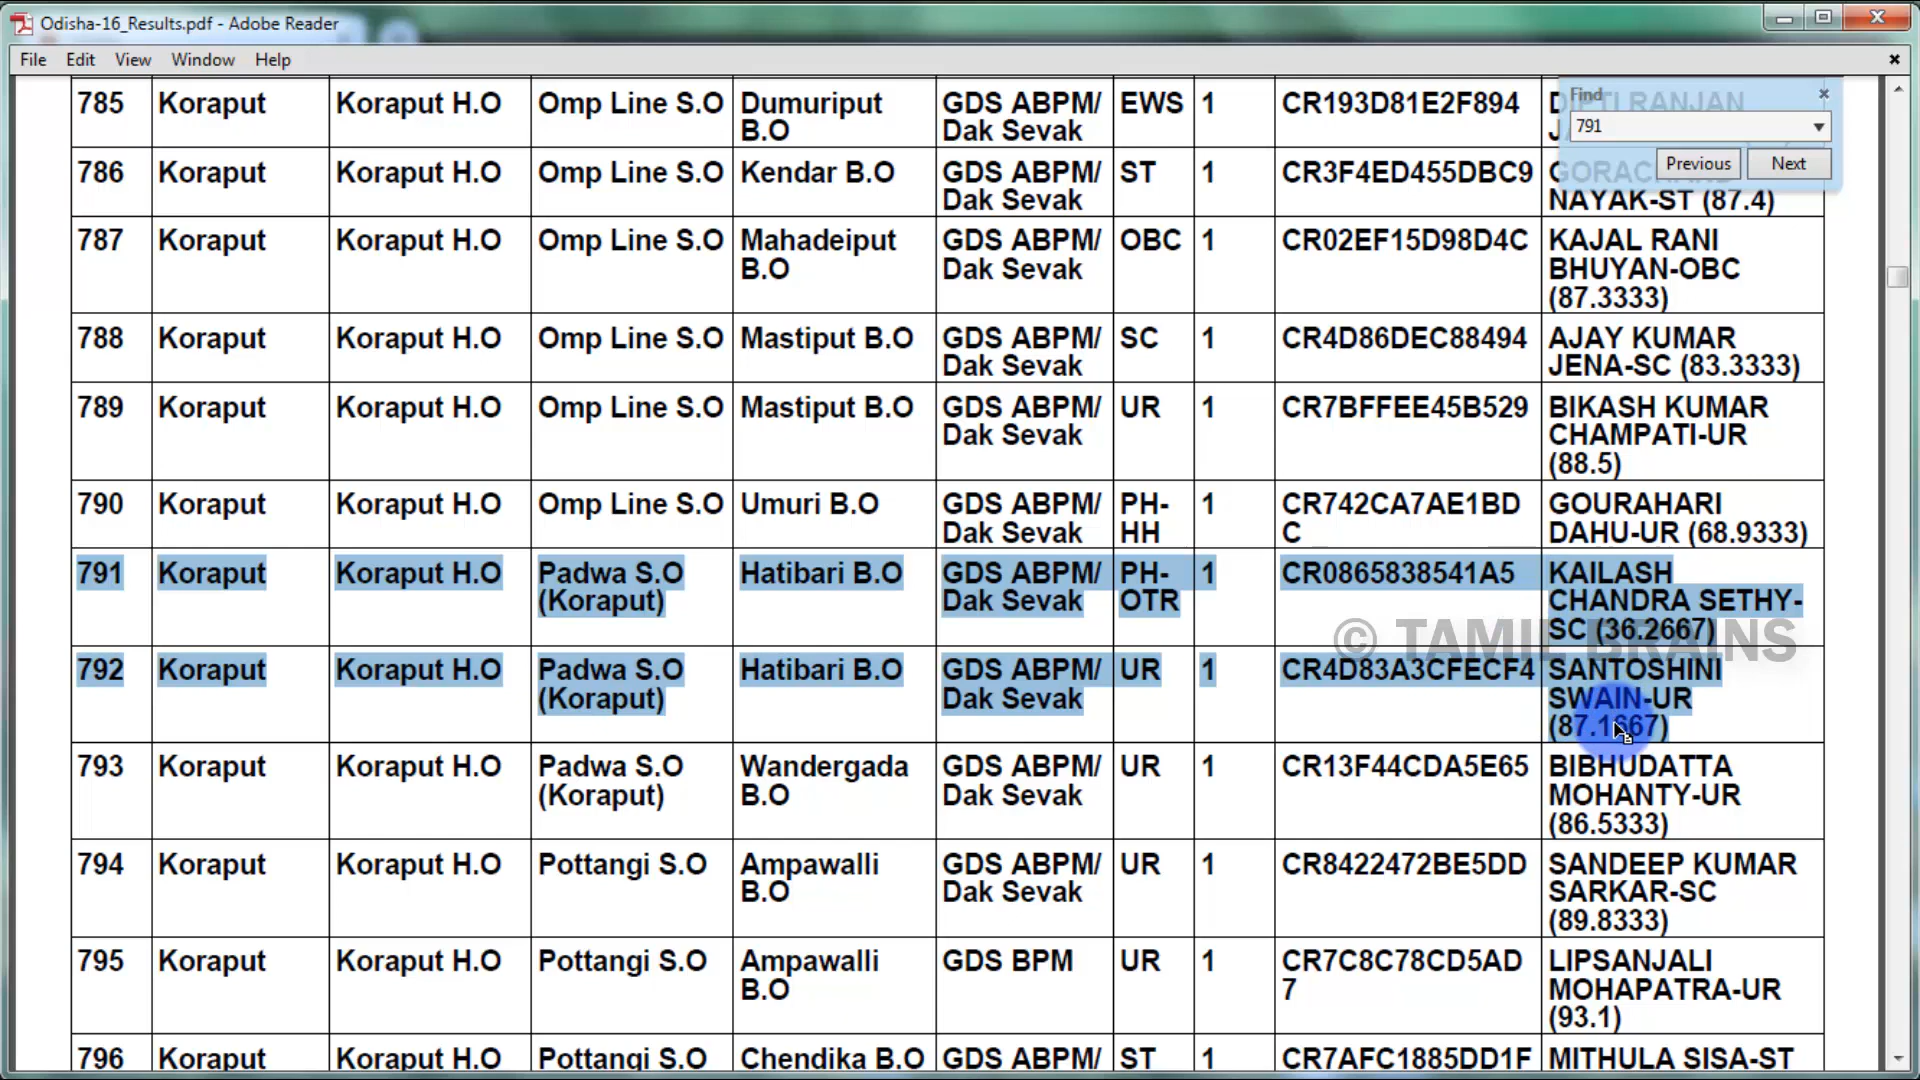 Odisha-16_Results.pdf - Adobe Reader
File Edit View Window Help
785 Koraput Koraput H.O Omp Line S.O Dumuriput B.O GDS ABPM/ Dak Sevak EWS 1 CR193D81E2F894 DIPTI RANJAN
Find
791
Previous Next
786 Koraput Koraput H.O Omp Line S.O Kendar B.O GDS ABPM/ Dak Sevak ST 1 CR3F4ED455DBC9 NAYAK-ST (87.4)
787 Koraput Koraput H.O Omp Line S.O Mahadeiput B.O GDS ABPM/ Dak Sevak OBC 1 CR02EF15D98D4C KAJAL RANI BHUYAN-OBC (87.3333)
788 Koraput Koraput H.O Omp Line S.O Mastiput B.O GDS ABPM/ Dak Sevak SC 1 CR4D86DEC88494 AJAY KUMAR JENA-SC (83.3333)
789 Koraput Koraput H.O Omp Line S.O Mastiput B.O GDS ABPM/ Dak Sevak UR 1 CR7BFFEE45B529 BIKASH KUMAR CHAMPATI-UR (88.5)
790 Koraput Koraput H.O Omp Line S.O Umuri B.O GDS ABPM/ Dak Sevak PH-HH 1 CR742CA7AE1BDC GOURAHARI DAHU-UR (68.9333)
791 Koraput Koraput H.O Padwa S.O (Koraput) Hatibari B.O GDS ABPM/ Dak Sevak PH-OTR 1 CR0865838541A5 KAILASH CHANDRA SETHY-SC (36.2667)
© TAMIL BRAINS
792 Koraput Koraput H.O Padwa S.O (Koraput) Hatibari B.O GDS ABPM/ Dak Sevak UR 1 CR4D83A3CFECF4 SANTOSHINI SWAIN-UR (87.1667)
793 Koraput Koraput H.O Padwa S.O (Koraput) Wandergada B.O GDS ABPM/ Dak Sevak UR 1 CR13F44CDA5E65 BIBHUDATTA MOHANTY-UR (86.5333)
794 Koraput Koraput H.O Pottangi S.O Ampawalli B.O GDS ABPM/ Dak Sevak UR 1 CR8422472BE5DD SANDEEP KUMAR SARKAR-SC (89.8333)
795 Koraput Koraput H.O Pottangi S.O Ampawalli B.O GDS BPM UR 1 CR7C8C78CD5AD7 LIPSANJALI MOHAPATRA-UR (93.1)
796 Koraput Koraput H.O Pottangi S.O Chendika B.O GDS ABPM/ ST 1 CR7AFC1885DD1F MITHULA SISA-ST